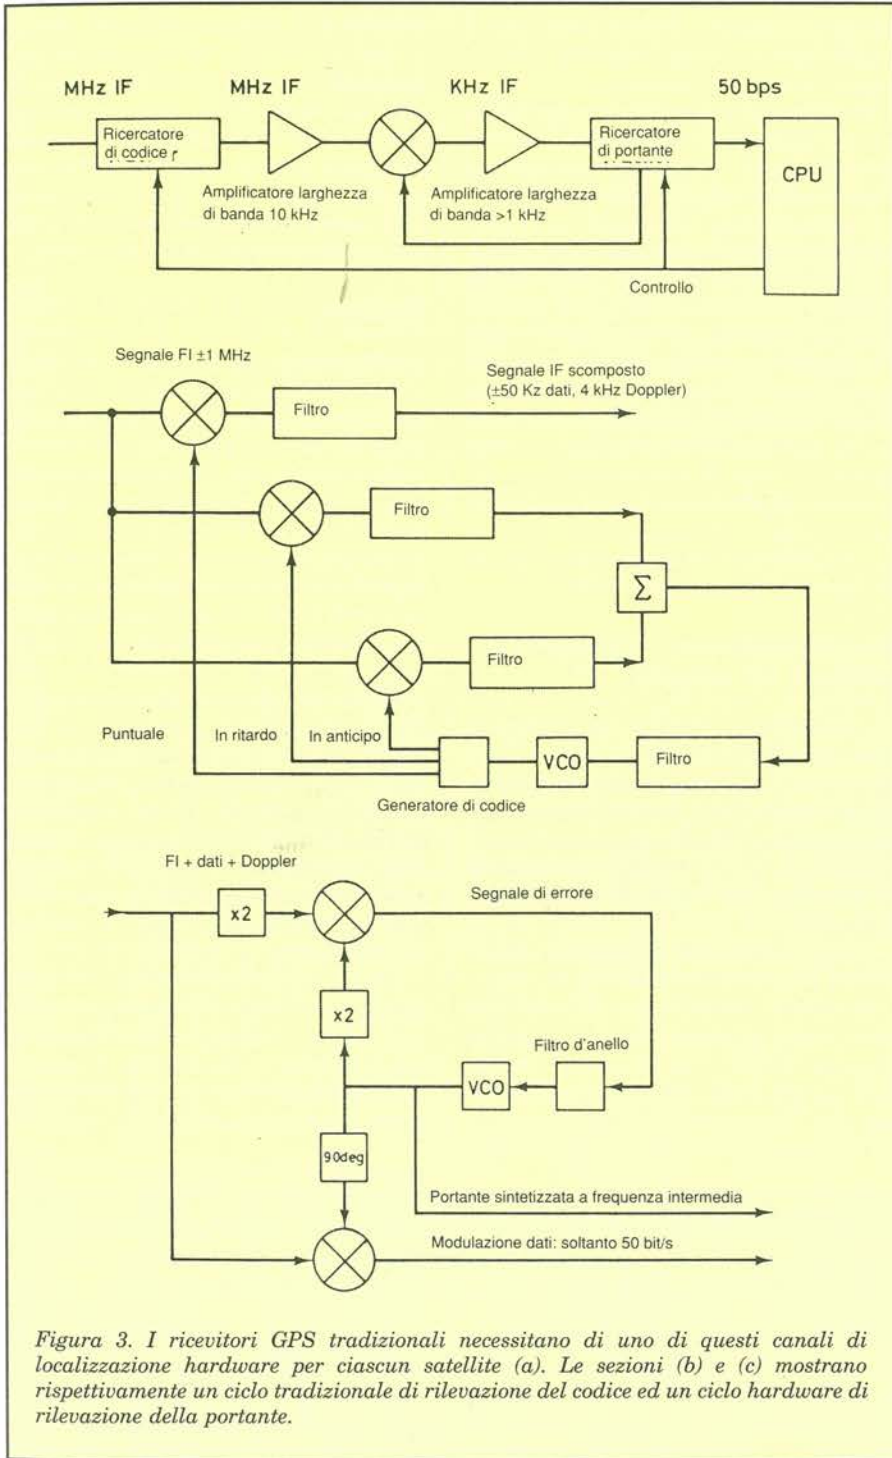 MHz IF
MHz IF
KHz IF
50 bps
Ricercatore
di codice
Ricercatore
di portante
CPU
Amplificatore larghezza
di banda 10 kHz
Amplificatore larghezza
di banda >1 kHz
Controllo
Segnale FI ±1 MHz
Segnale IF scomposto
(±50 Kz dati, 4 kHz Doppler)
Filtro
Filtro
Σ
Filtro
Puntuale
In ritardo
In anticipo
VCO
Filtro
Generatore di codice
FI + dati + Doppler
Segnale di errore
x2
x2
Filtro d'anello
VCO
90deg
Portante sintetizzata a frequenza intermedia
Modulazione dati: soltanto 50 bit/s
Figura 3. I ricevitori GPS tradizionali necessitano di uno di questi canali di
localizzazione hardware per ciascun satellite (a). Le sezioni (b) e (c) mostrano
rispettivamente un ciclo tradizionale di rilevazione del codice ed un ciclo hardware di
rilevazione della portante.